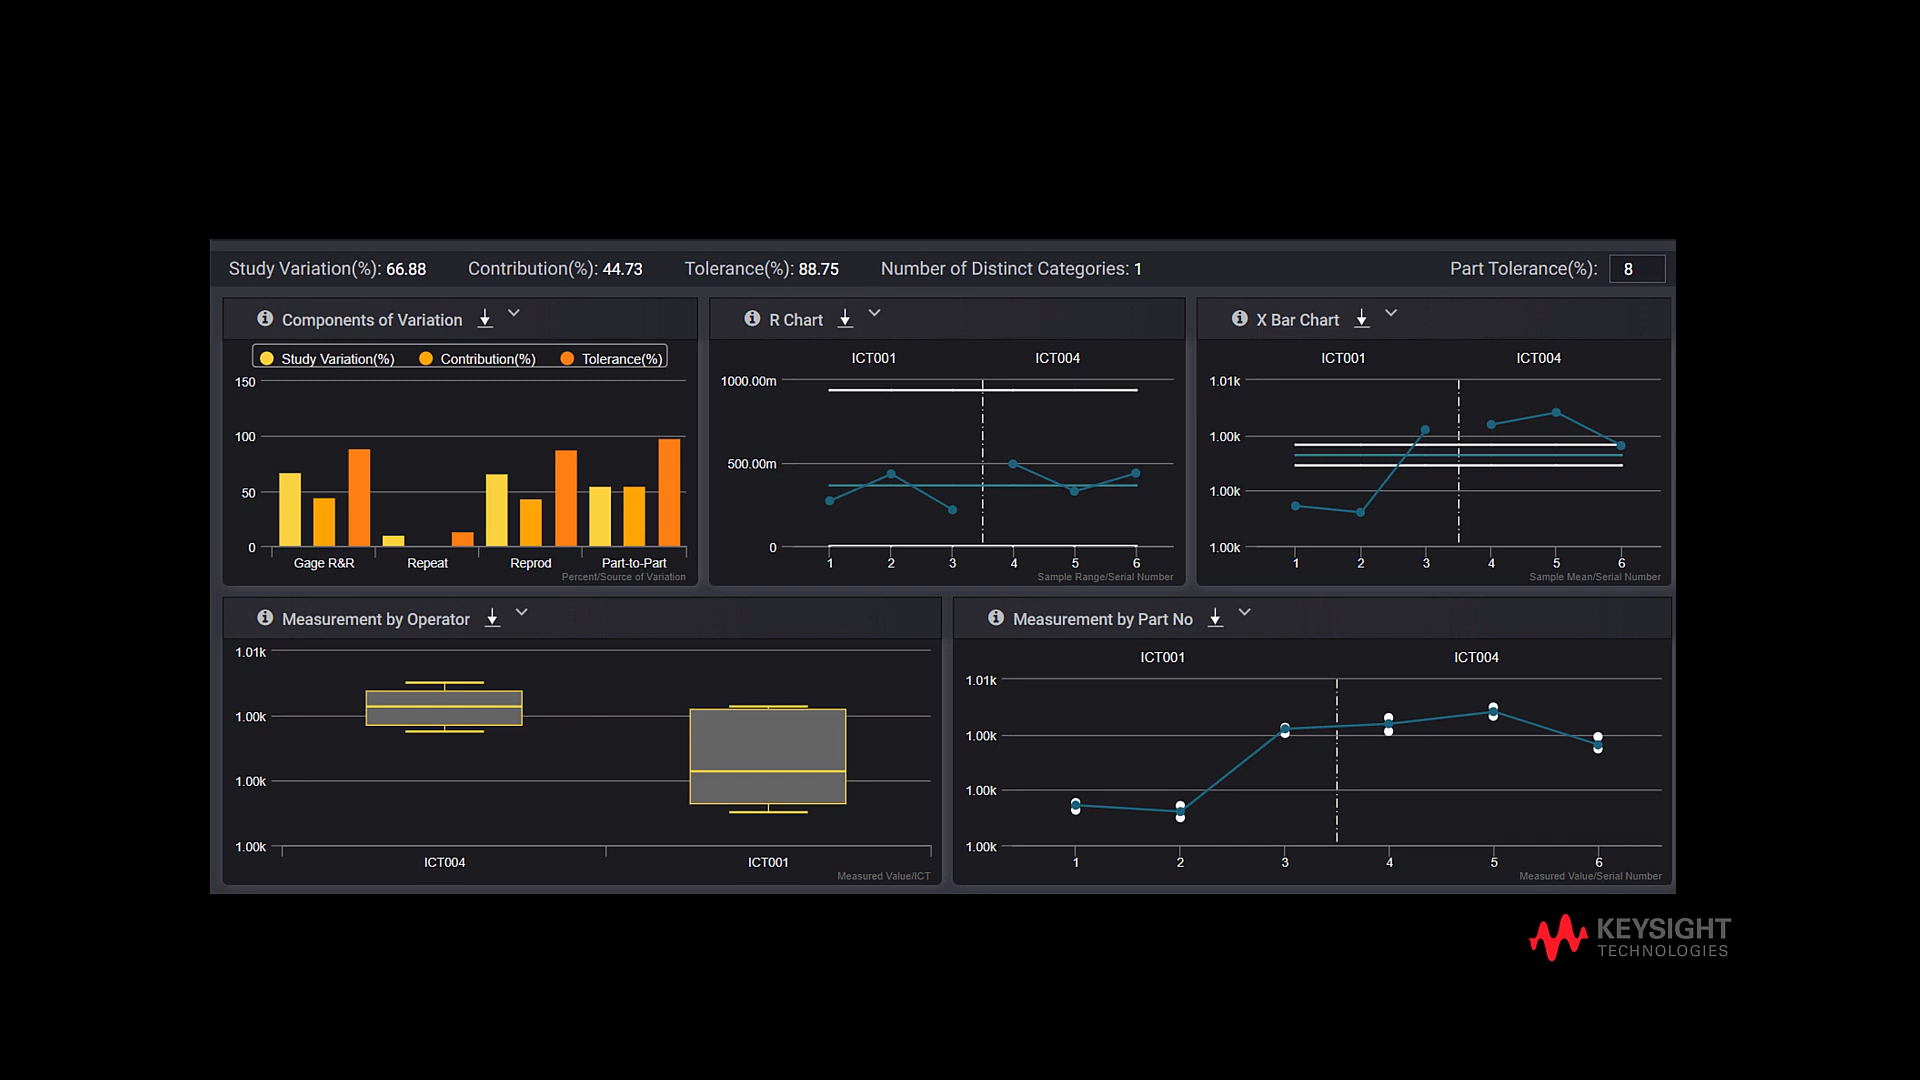 Study Variation(%): 66.88 Contribution(%): 44.73 Tolerance(%): 88.75 Number of Distinct Categories: 1 Part Tolerance(%): 8
Components of Variation
Study Variation(%) Contribution(%) Tolerance(%)
150
100
50
0
Gage R&R Repeat Reprod Part-to-Part
Percent/Source of Variation
R Chart
ICT001 ICT004
1000.00m
500.00m
0
1 2 3 4 5 6
Sample Range/Serial Number
X Bar Chart
ICT001 ICT004
1.01k
1.00k
1.00k
1.00k
1 2 3 4 5 6
Sample Mean/Serial Number
Measurement by Operator
1.01k
1.00k
1.00k
1.00k
ICT004 ICT001
Measured Value/ICT
Measurement by Part No
ICT001 ICT004
1.01k
1.00k
1.00k
1.00k
1 2 3 4 5 6
Measured Value/Serial Number
KEYSIGHT
TECHNOLOGIES